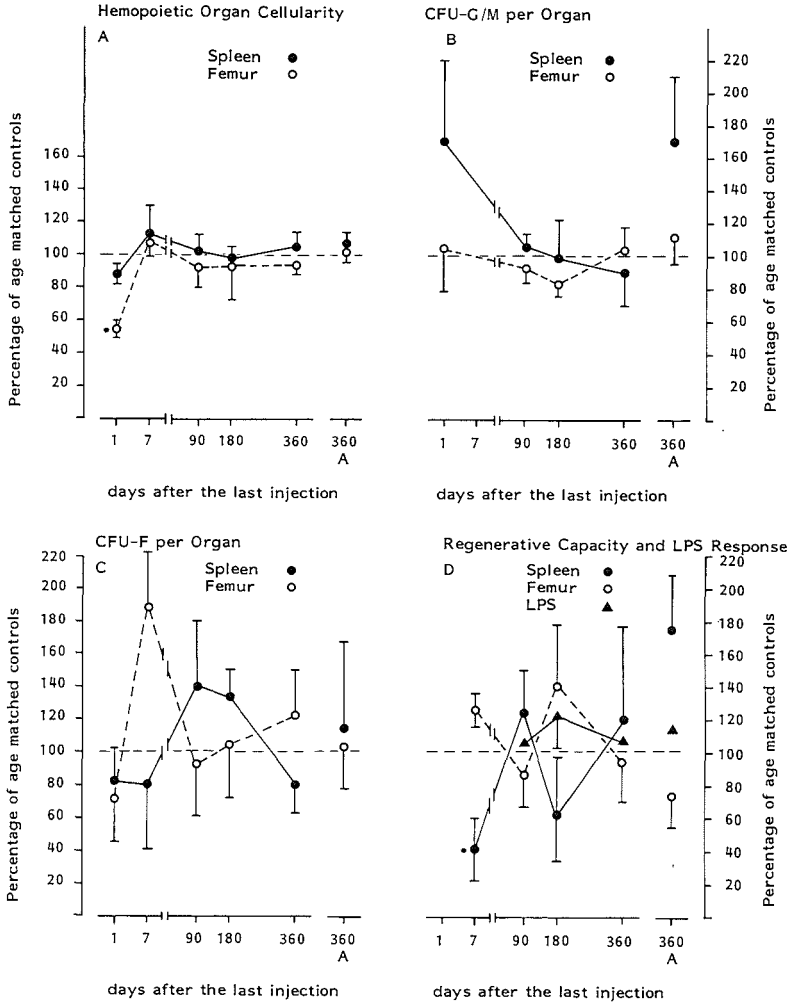 Hemopoietic Organ Cellularity
A
Spleen
Femur
Percentage of age matched controls
160
140
120
100
80
60
40
20
1 7 90 180 360 360
A
days after the last injection
CFU-G/M per Organ
B
Spleen
Femur
Percentage of age matched controls
220
200
180
160
140
120
100
80
60
40
20
1 7 90 180 360 360
A
days after the last injection
CFU-F per Organ
C
Spleen
Femur
Percentage of age matched controls
220
200
180
160
140
120
100
80
60
40
20
1 7 90 180 360 360
A
days after the last injection
Regenerative Capacity and LPS Response
D
Spleen
Femur
LPS
Percentage of age matched controls
220
200
180
160
140
120
100
80
60
40
20
1 7 90 180 360 360
A
days after the last injection